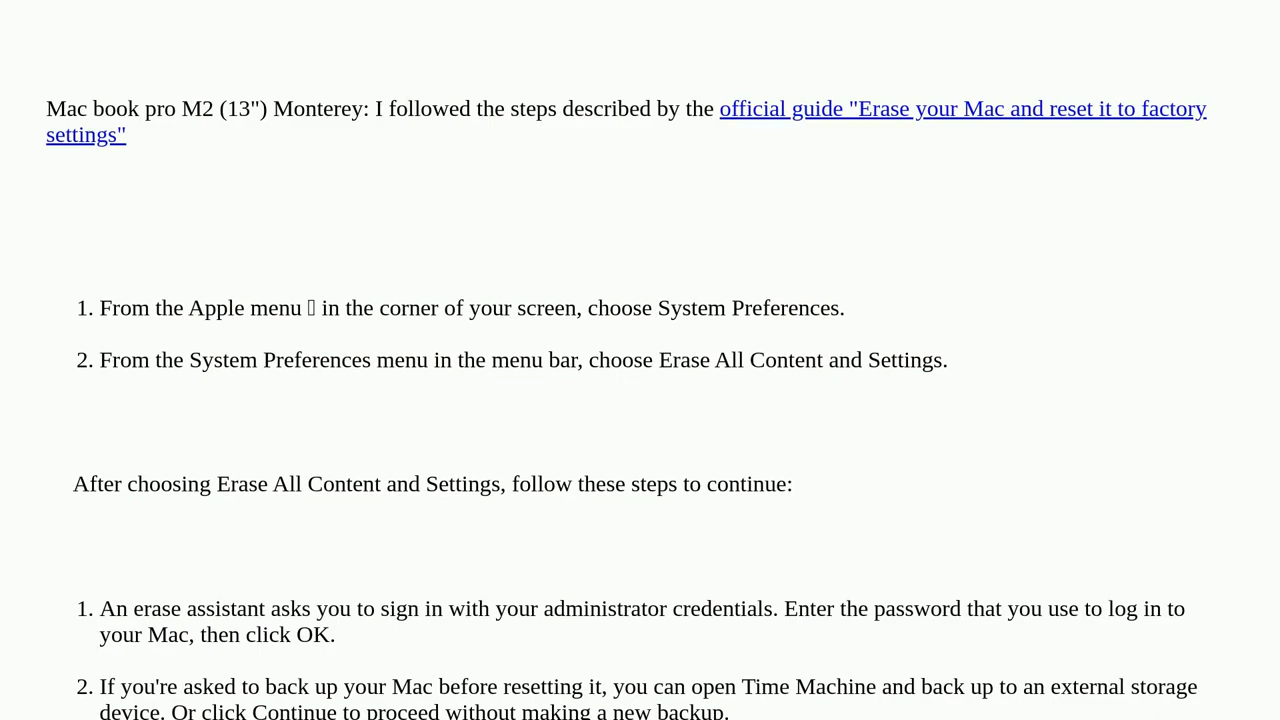 Mac book pro M2 (13") Monterey: I followed the steps described by the official guide "Erase your Mac and reset it to factory
settings"
1. From the Apple menu  in the corner of your screen, choose System Preferences.
2. From the System Preferences menu in the menu bar, choose Erase All Content and Settings.
After choosing Erase All Content and Settings, follow these steps to continue:
1. An erase assistant asks you to sign in with your administrator credentials. Enter the password that you use to log in to
your Mac, then click OK.
2. If you're asked to back up your Mac before resetting it, you can open Time Machine and back up to an external storage
device. Or click Continue to proceed without making a new backup.